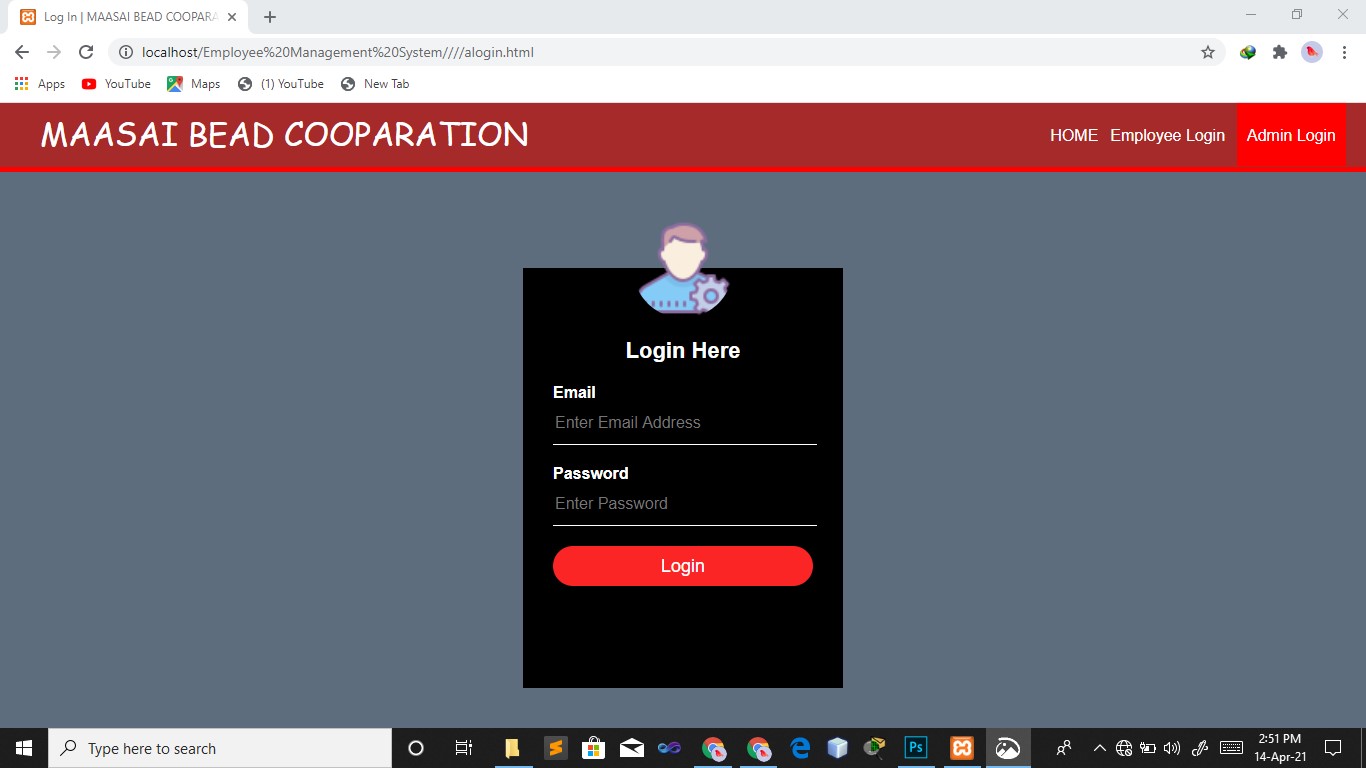 Log In | MAASAI BEAD COOPARA
localhost/Employee%20Management%20System////alogin.html
Apps YouTube Maps (1) YouTube New Tab
MAASAI BEAD COOPARATION
HOME Employee Login Admin Login
Login Here
Email
Enter Email Address
Password
Enter Password
Login
Type here to search
Ps
2:51 PM
14-Apr-21